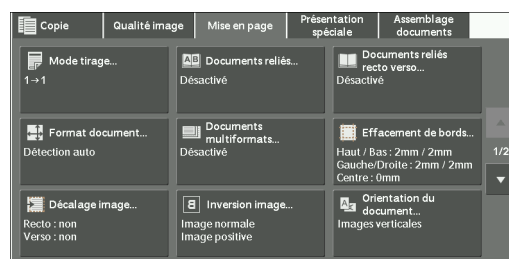 Copie
Qualité image
Mise en page
Présentation
spéciale
Assemblage
documents
Mode tirage...
1→1
Documents reliés...
Désactivé
Documents reliés
recto verso...
Désactivé
Format document...
Détection auto
Documents
multiformats...
Désactivé
Effacement de bords...
Haut / Bas : 2mm / 2mm
Gauche/Droite : 2mm / 2mm
Centre : 0mm
1/2
Décalage image...
Recto : non
Verso : non
Inversion image...
Image normale
Image positive
Orientation du
document...
Images verticales